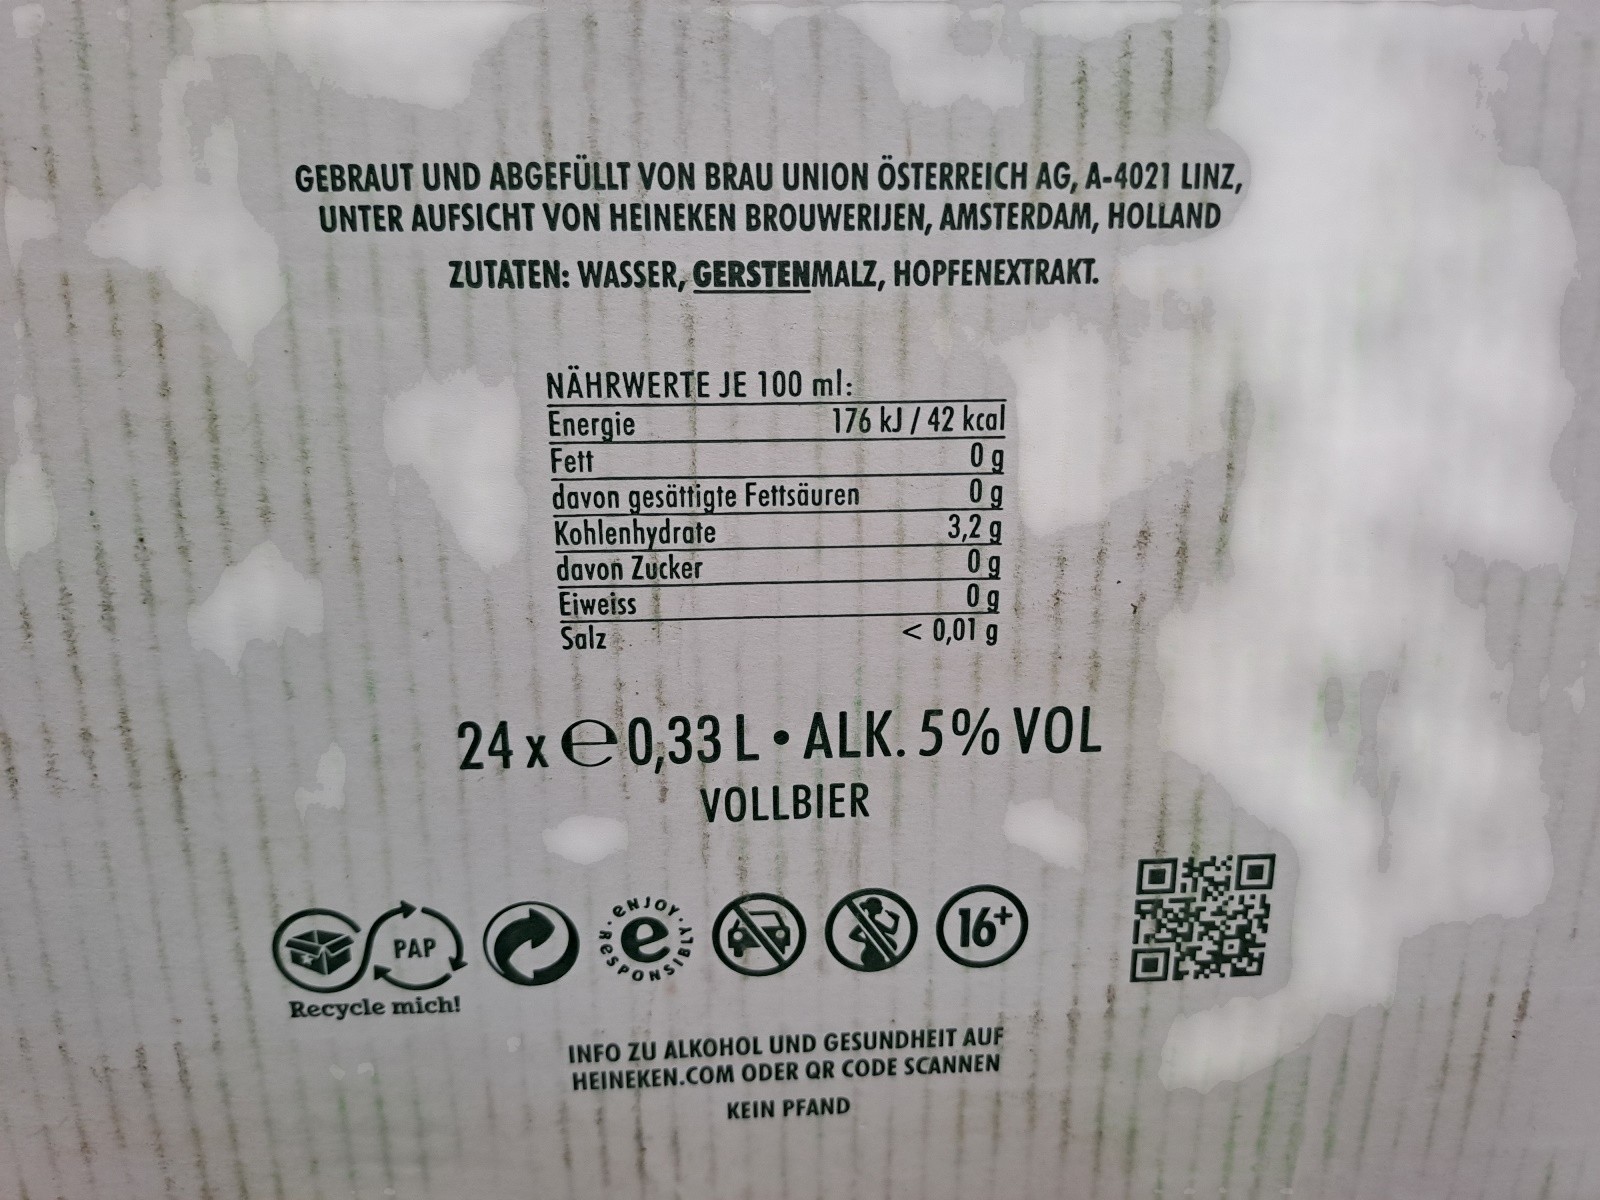 GEBRAUT UND ABGEFÜLLT VON BRAU UNION ÖSTERREICH AG, A-4021 LINZ,
UNTER AUFSICHT VON HEINEKEN BROUWERIJEN, AMSTERDAM, HOLLAND
ZUTATEN: WASSER, GERSTENMALZ, HOPFENEXTRAKT.
NÄHRWERTE JE 100 ml:
Energie 176 kJ / 42 kcal
Fett 0 g
davon gesättigte Fettsäuren 0 g
Kohlenhydrate 3,2 g
davon Zucker 0 g
Eiweiss 0 g
Salz < 0,01 g
24 x e 0,33 L • ALK. 5% VOL
VOLLBIER
PAP
Recycle mich!
ENJOY · RESPONSIBLY ·
e
16+
INFO ZU ALKOHOL UND GESUNDHEIT AUF
HEINEKEN.COM ODER QR CODE SCANNEN
KEIN PFAND